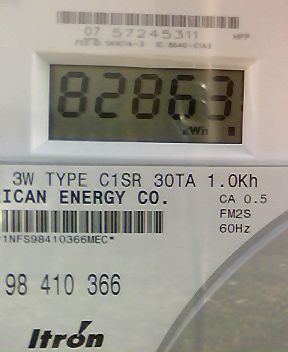 07 57245311 HPP
82863
KWh
3W TYPE C1SR 30TA 1.0Kh
ICAN ENERGY CO.
CA 0.5
FM2S
60Hz
1NFS98410366MEC*
98 410 366
Itron